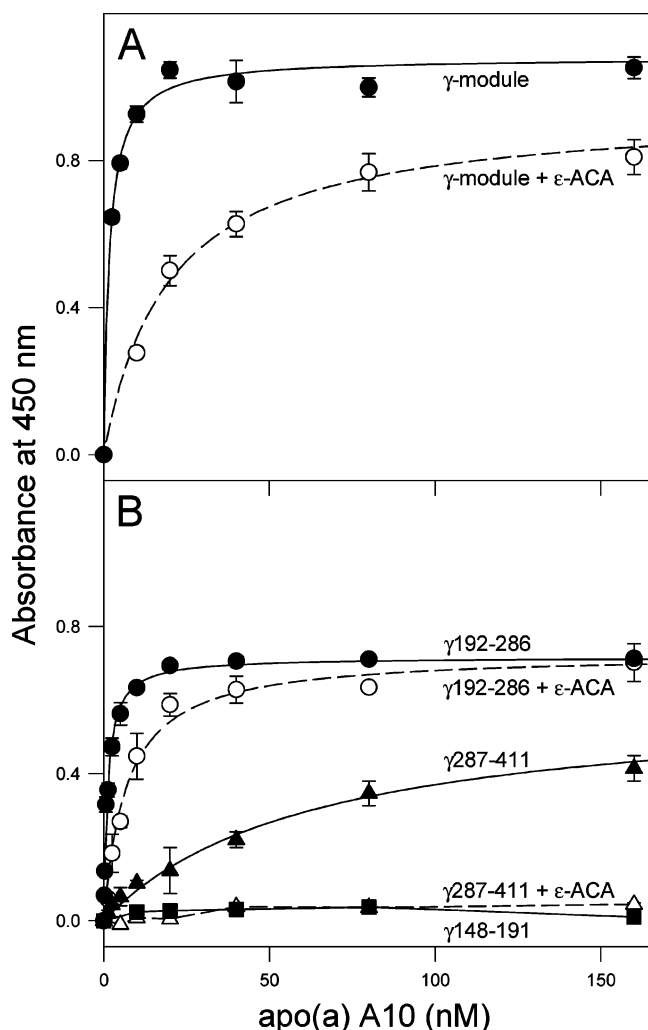 A
γ-module
0.8
γ-module + ε-ACA
0.4
0.0
Absorbance at 450 nm
B
0.8
γ192-286
γ192-286 + ε-ACA
0.4
γ287-411
γ287-411 + ε-ACA
0.0
γ148-191
0 50 100 150
apo(a) A10 (nM)